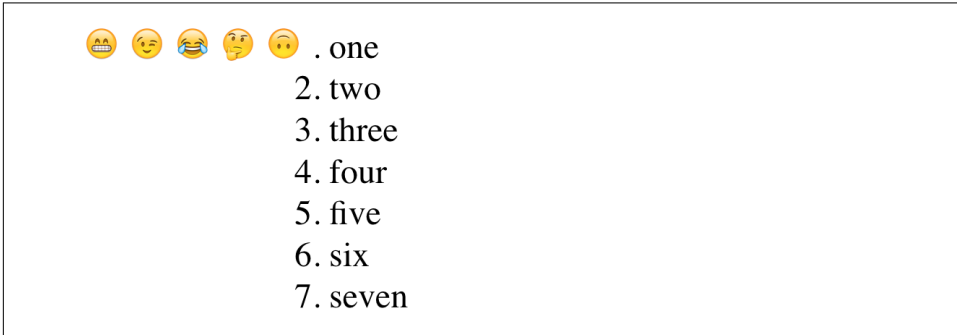 😁 😉 😂 🤔 🙃 . one
2. two
3. three
4. four
5. five
6. six
7. seven